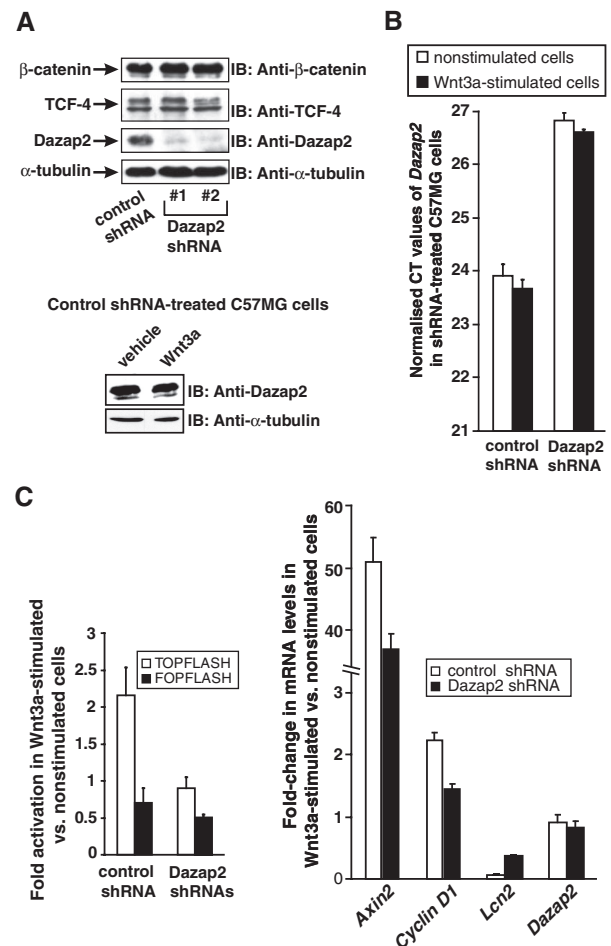 A
β-catenin
IB: Anti-β-catenin
TCF-4
IB: Anti-TCF-4
Dazap2
IB: Anti-Dazap2
α-tubulin
IB: Anti-α-tubulin
control
shRNA
#1 #2
Dazap2
shRNA
Control shRNA-treated C57MG cells
vehicle
Wnt3a
IB: Anti-Dazap2
IB: Anti-α-tubulin
B
nonstimulated cells
Wnt3a-stimulated cells
Normalised CT values of Dazap2
in shRNA-treated C57MG cells
27
26
25
24
23
22
21
control
shRNA
Dazap2
shRNA
C
Fold activation in Wnt3a-stimulated
vs. nonstimulated cells
3
2.5
2
1.5
1
0.5
0
TOPFLASH
FOPFLASH
control
shRNA
Dazap2
shRNAs
Fold-change in mRNA levels in
Wnt3a-stimulated vs. nonstimulated cells
60
50
40
3
2
1
0
control shRNA
Dazap2 shRNA
Axin2
Cyclin D1
Lcn2
Dazap2